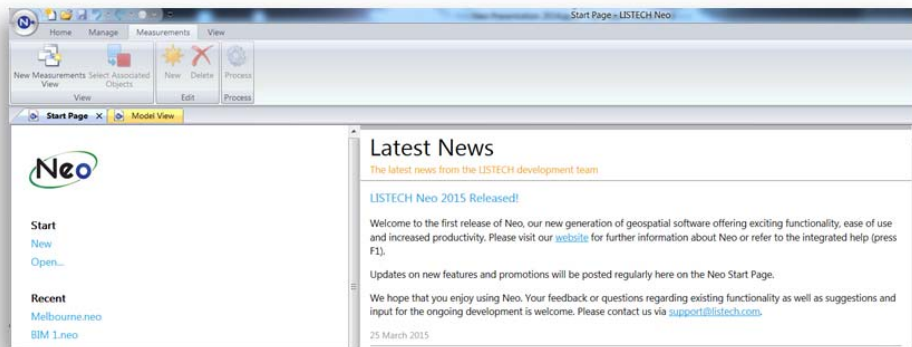 Start Page - LISTECH Neo
Home Manage Measurements View
New Measurements View
Select Associated Objects
New
Delete
Process
View Edit Process
Start Page X Model View
Neo
Start
New
Open...
Recent
Melbourne.neo
BIM 1.neo
Latest News
The latest news from the LISTECH development team
LISTECH Neo 2015 Released!
Welcome to the first release of Neo, our new generation of geospatial software offering exciting functionality, ease of use
and increased productivity. Please visit our website for further information about Neo or refer to the integrated help (press
F1).
Updates on new features and promotions will be posted regularly here on the Neo Start Page.
We hope that you enjoy using Neo. Your feedback or questions regarding existing functionality as well as suggestions and
input for the ongoing development is welcome. Please contact us via support@listech.com.
25 March 2015